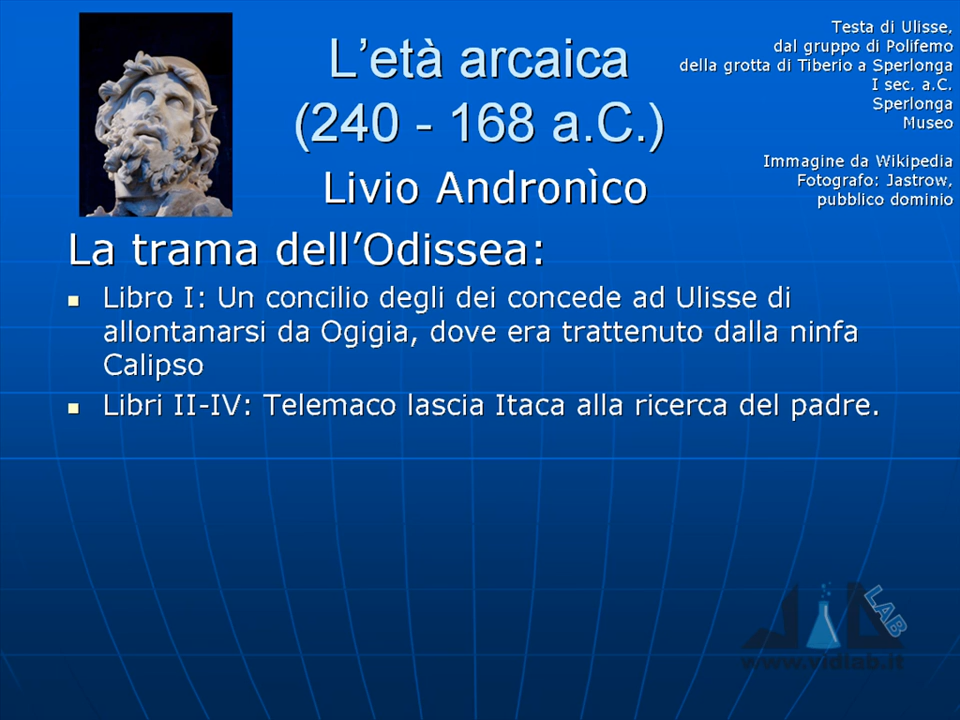 L'età arcaica
(240 - 168 a.C.)
Livio Andronìco
Testa di Ulisse,
dal gruppo di Polifemo
della grotta di Tiberio a Sperlonga
I sec. a.C.
Sperlonga
Museo
Immagine da Wikipedia
Fotografo: Jastrow,
pubblico dominio
La trama dell'Odissea:
Libro I: Un concilio degli dei concede ad Ulisse di
allontanarsi da Ogigia, dove era trattenuto dalla ninfa
Calipso
Libri II-IV: Telemaco lascia Itaca alla ricerca del padre.
LAB
www.vidlab.it